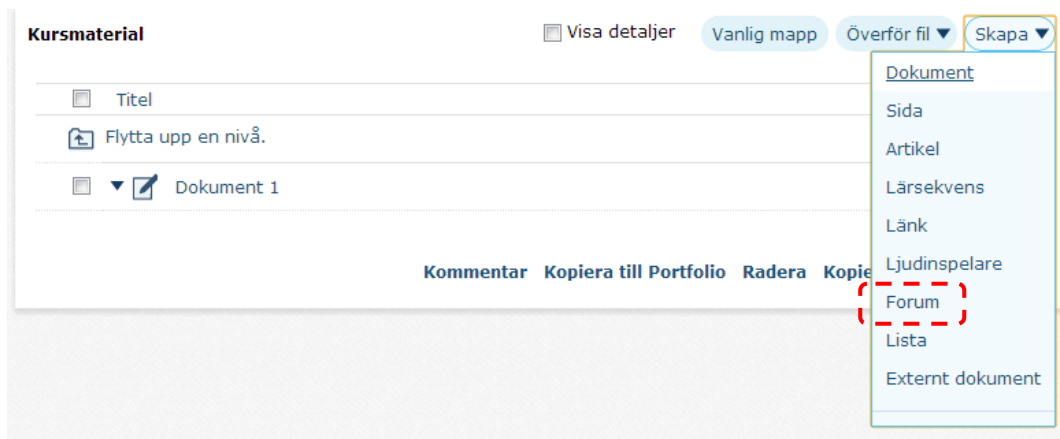 Kursmaterial Visa detaljer Vanlig mapp Överför fil Skapa
Dokument
Titel
Sida
Flytta upp en nivå.
Artikel
Dokument 1
Lärsekvens
Länk
Ljudinspelare
Kommentar Kopiera till Portfolio Radera Kopie
Forum
Lista
Externt dokument